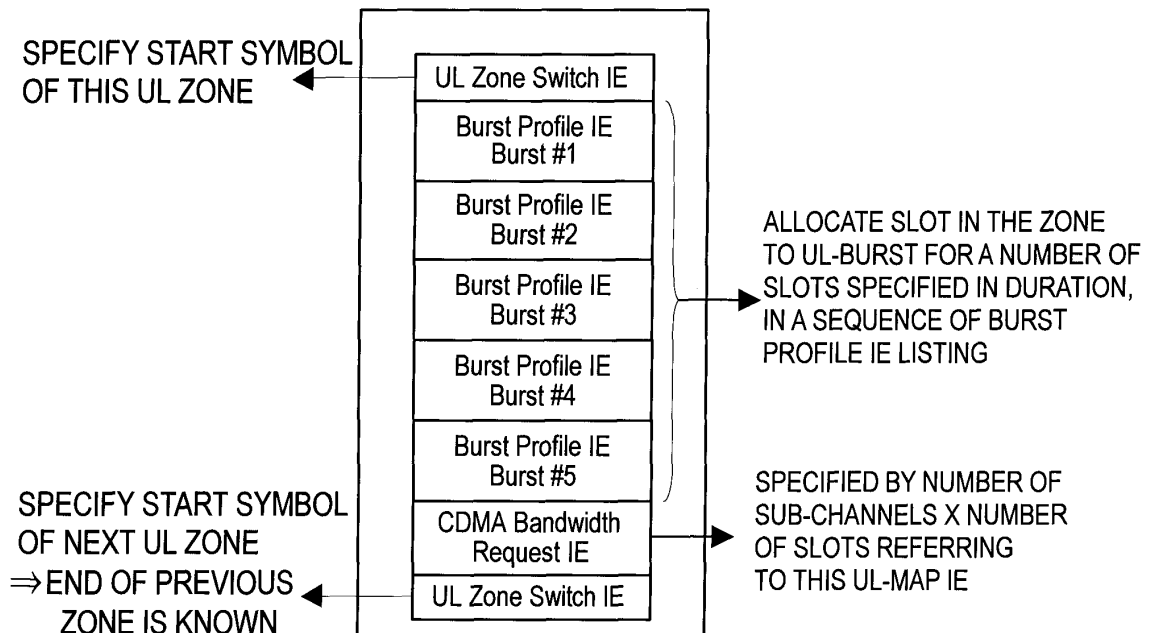 SPECIFY START SYMBOL
OF THIS UL ZONE
UL Zone Switch IE
Burst Profile IE
Burst #1
Burst Profile IE
Burst #2
Burst Profile IE
Burst #3
Burst Profile IE
Burst #4
Burst Profile IE
Burst #5
ALLOCATE SLOT IN THE ZONE
TO UL-BURST FOR A NUMBER OF
SLOTS SPECIFIED IN DURATION,
IN A SEQUENCE OF BURST
PROFILE IE LISTING
CDMA Bandwidth
Request IE
SPECIFIED BY NUMBER OF
SUB-CHANNELS X NUMBER
OF SLOTS REFERRING
TO THIS UL-MAP IE
SPECIFY START SYMBOL
OF NEXT UL ZONE
⇒END OF PREVIOUS
ZONE IS KNOWN
UL Zone Switch IE